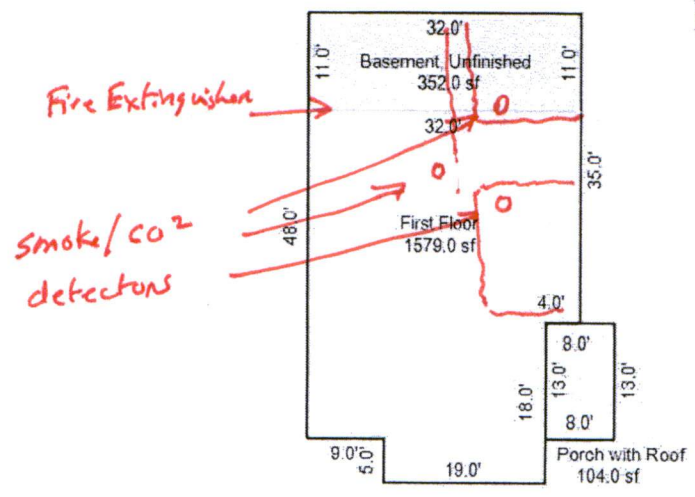 32.0'
11.0'
Basement, Unfinished
352.0 sf
11.0'
Fire Extinguisher
32.0'
35.0'
48.0'
smoke/CO²
detectors
First Floor
1579.0 sf
4.0'
8.0'
18.0'
13.0'
13.0'
8.0'
9.0'
5.0'
19.0'
Porch with Roof
104.0 sf